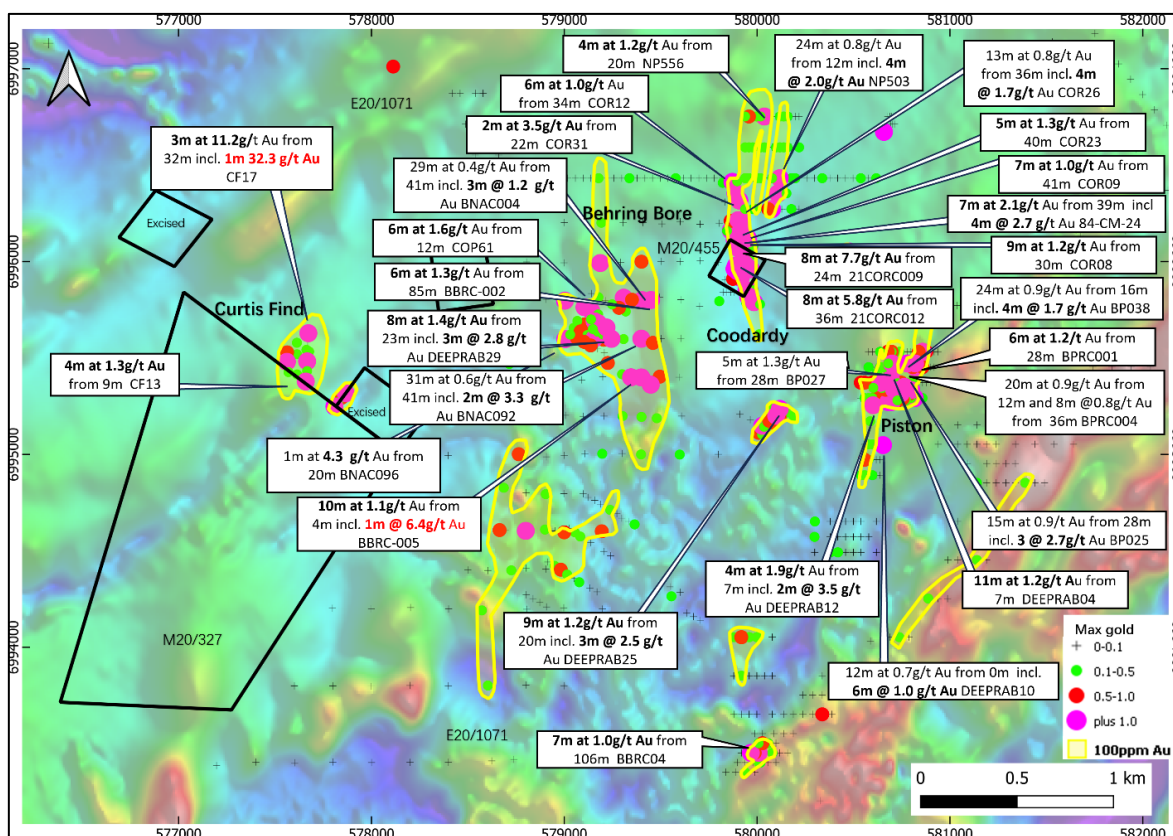 577000
578000
579000
580000
581000
582000
6997000
6996000
6995000
6994000
E20/1071
4m at 1.2g/t Au from
20m NP556
24m at 0.8g/t Au
from 12m incl. 4m
@ 2.0g/t Au NP503
13m at 0.8g/t Au
from 36m incl. 4m
@ 1.7g/t Au COR26
6m at 1.0g/t Au
from 34m COR12
2m at 3.5g/t Au from
22m COR31
5m at 1.3g/t Au from
40m COR23
7m at 1.0g/t Au from
41m COR09
7m at 2.1g/t Au from 39m incl
4m @ 2.7 g/t Au 84-CM-24
9m at 1.2g/t Au from
30m COR08
3m at 11.2g/t Au from
32m incl. 1m 32.3 g/t Au
CF17
29m at 0.4g/t Au from
41m incl. 3m @ 1.2 g/t
Au BNAC004
Excised
Behring Bore
M20/455
6m at 1.6g/t Au from
12m COP61
6m at 1.3g/t Au from
85m BBRC-002
8m at 7.7g/t Au from
24m 21CORC009
8m at 5.8g/t Au from
36m 21CORC012
24m at 0.9g/t Au from 16m
incl. 4m @ 1.7 g/t Au BP038
Curtis Find
Coodardy
8m at 1.4g/t Au from
23m incl. 3m @ 2.8 g/t
Au DEEPRAB29
6m at 1.2/t Au from
28m BPRC001
4m at 1.3g/t Au
from 9m CF13
Excised
31m at 0.6g/t Au from
41m incl. 2m @ 3.3 g/t
Au BNAC092
5m at 1.3g/t Au
from 28m BP027
20m at 0.9g/t Au from
12m and 8m @0.8g/t Au
from 36m BPRC004
Piston
1m at 4.3 g/t Au from
20m BNAC096
10m at 1.1g/t Au from
4m incl. 1m @ 6.4g/t Au
BBRC-005
15m at 0.9/t Au from 28m
incl. 3 @ 2.7g/t Au BP025
4m at 1.9g/t Au from
7m incl. 2m @ 3.5 g/t
Au DEEPRAB12
11m at 1.2g/t Au from
7m DEEPRAB04
9m at 1.2g/t Au from
20m incl. 3m @ 2.5 g/t
Au DEEPRAB25
M20/327
12m at 0.7g/t Au from 0m incl.
6m @ 1.0 g/t Au DEEPRAB10
E20/1071
7m at 1.0g/t Au from
106m BBRC04
Max gold
0-0.1
0.1-0.5
0.5-1.0
plus 1.0
100ppm Au
0
0.5
1 km
577000
578000
579000
580000
581000
582000